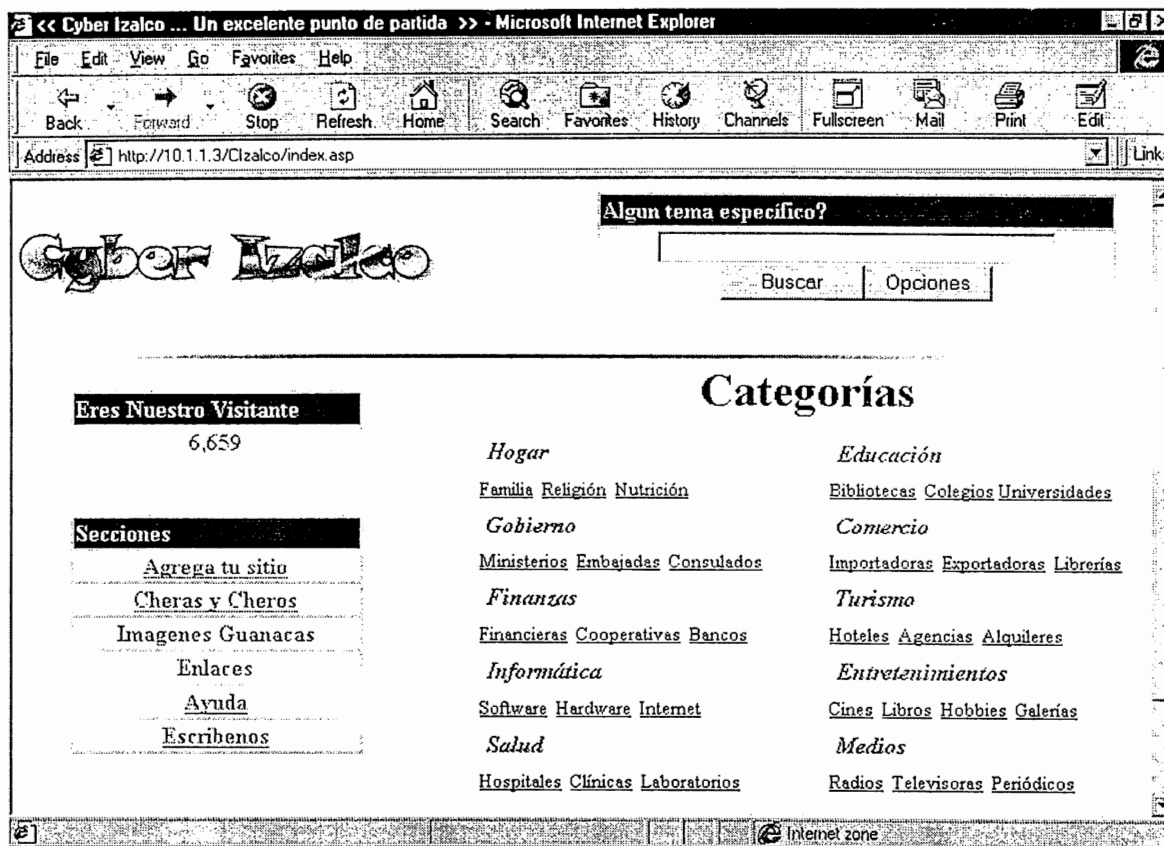 << Cyber Izalco ... Un excelente punto de partida >> - Microsoft Internet Explorer
File Edit View Go Favorites Help
Back Forward Stop Refresh Home Search Favorites History Channels Fullscreen Mail Print Edit
Address http://10.1.1.3/CIzalco/index.asp Link
Cyber Izalco
Algun tema específico?
Buscar Opciones
Categorías
Eres Nuestro Visitante
6,659
Secciones
Agrega tu sitio
Cheras y Cheros
Imagenes Guanacas
Enlaces
Ayuda
Escribenos
Hogar
Familia Religión Nutrición
Gobierno
Ministerios Embajadas Consulados
Finanzas
Financieras Cooperativas Bancos
Informática
Software Hardware Internet
Salud
Hospitales Clínicas Laboratorios
Educación
Bibliotecas Colegios Universidades
Comercio
Importadoras Exportadoras Librerías
Turismo
Hoteles Agencias Alquileres
Entretenimientos
Cines Libros Hobbies Galerías
Medios
Radios Televisoras Periódicos
Internet zone